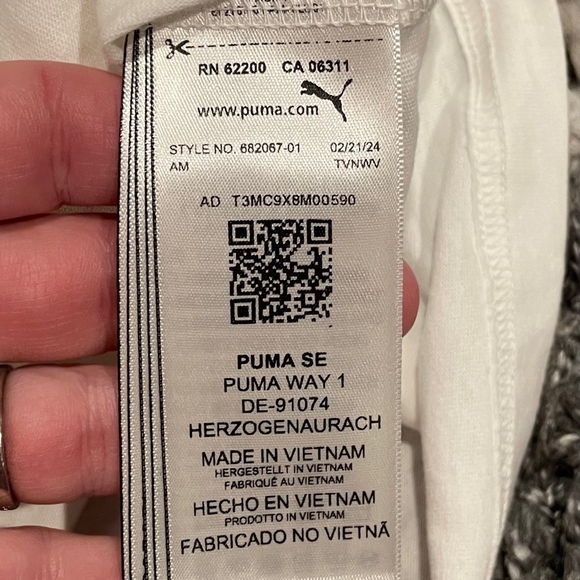 RN 62200 CA 06311
www.puma.com
STYLE NO. 682067-01 02/21/24
AM TVNWV
AD T3MC9X8M00590
PUMA SE
PUMA WAY 1
DE-91074
HERZOGENAURACH
MADE IN VIETNAM
HERGESTELLT IN VIETNAM
FABRIQUÉ AU VIETNAM
HECHO EN VIETNAM
PRODOTTO IN VIETNAM
FABRICADO NO VIETNÃ